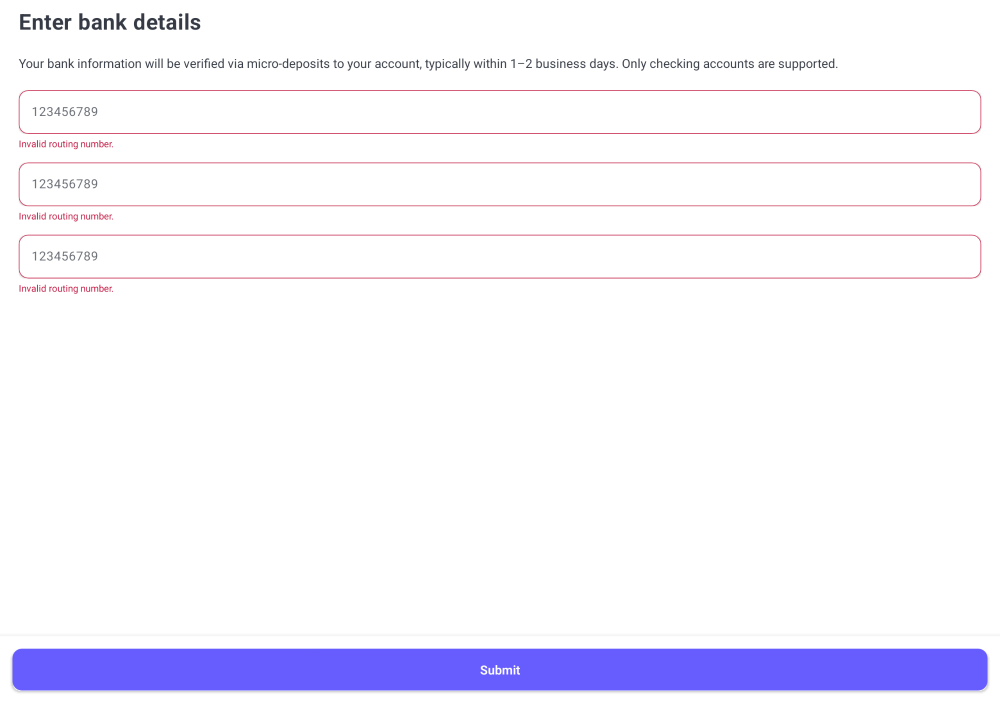 Enter bank details
Your bank information will be verified via micro-deposits to your account, typically within 1–2 business days. Only checking accounts are supported.
123456789
Invalid routing number.
123456789
Invalid routing number.
123456789
Invalid routing number.
Submit